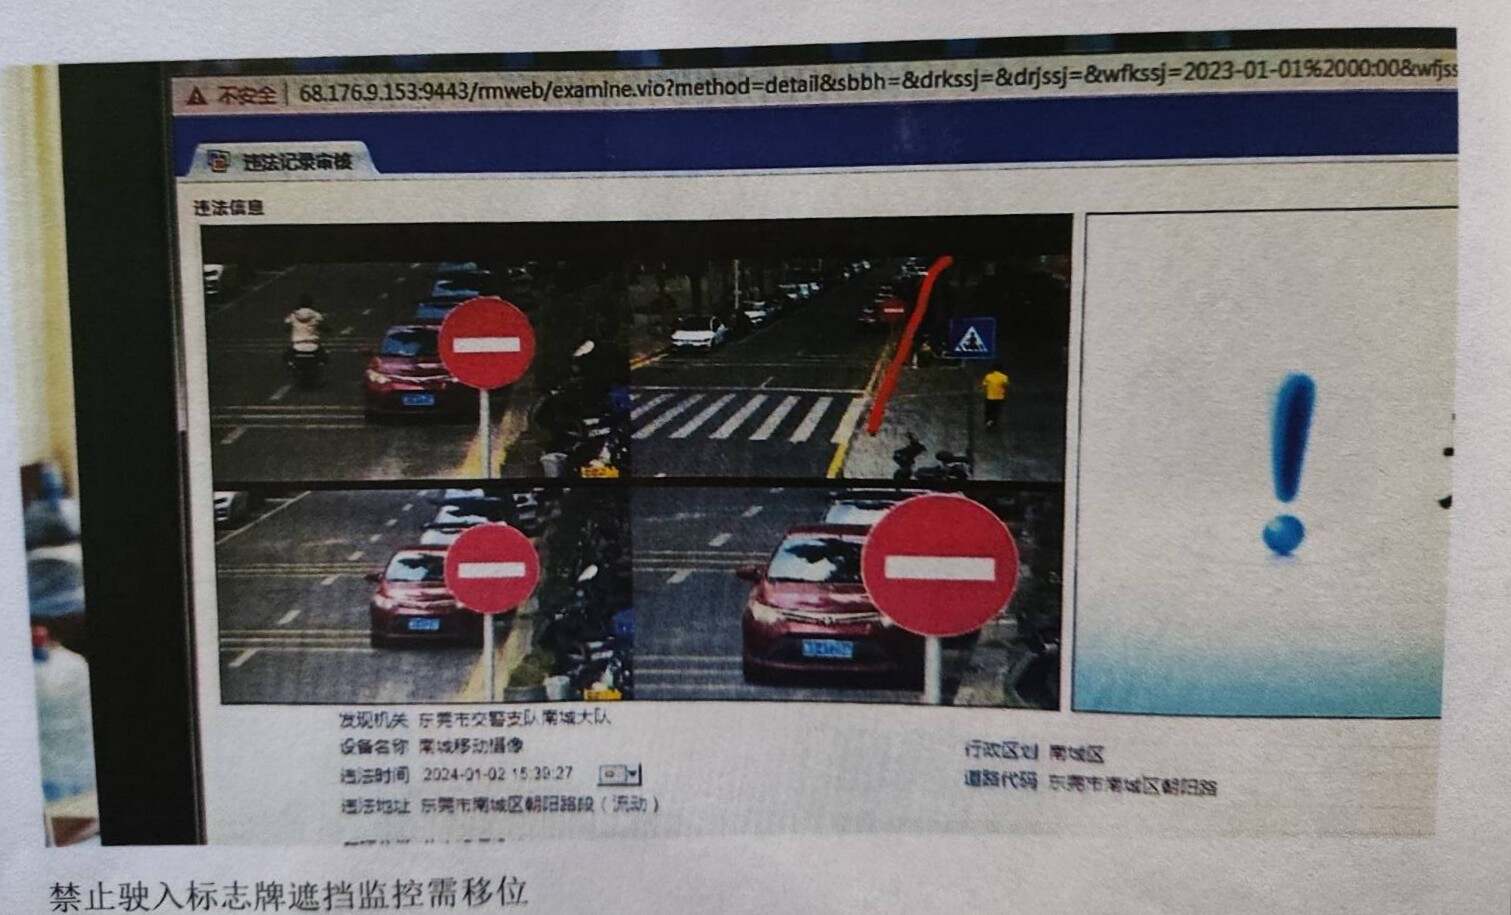 不安全 68.176.9.153:9443/rmweb/examine.vio?method=detail&sbbh=&drkssj=&drjssj=&wfkssj=2023-01-01%2000:00&wfjss
违法记录审核
违法信息
发现机关 东莞市交警支队南城大队
设备名称 南城移动摄像
行政区划 南城区
违法时间 2024-01-02 15:39:27
道路代码 东莞市南城区朝阳路
违法地址 东莞市南城区朝阳路段（流动）
禁止驶入标志牌遮挡监控需移位